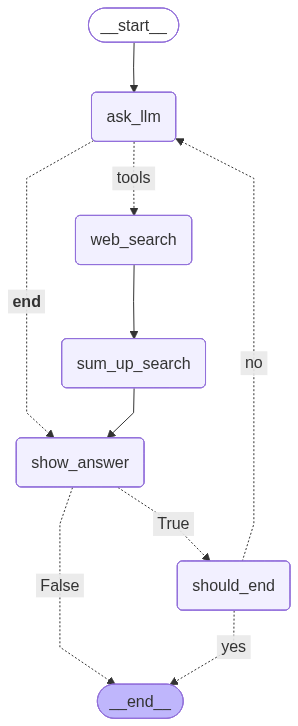 __start__
ask_llm
tools
web_search
end
sum_up_search
no
show_answer
True
False
should_end
yes
__end__